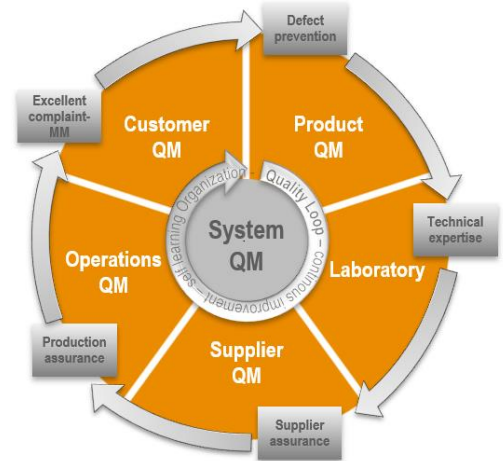 Defect
prevention
Excellent
complaint-
MM
Customer
QM
Product
QM
Quality Loop – continous improvement – self learning Organization
System
QM
Technical
expertise
Operations
QM
Laboratory
Production
assurance
Supplier
QM
Supplier
assurance